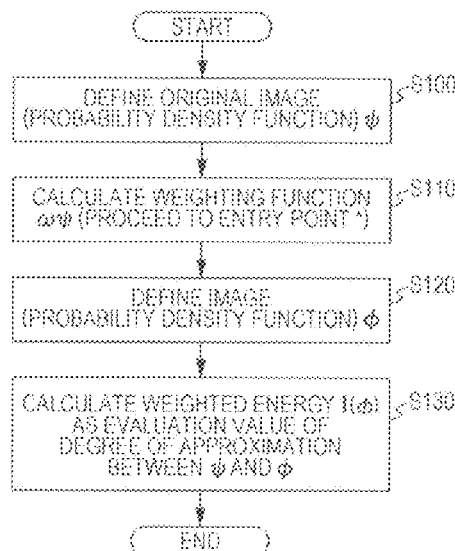 START
DEFINE ORIGINAL IMAGE
(PROBABILITY DENSITY FUNCTION) ψ
S100
CALCULATE WEIGHTING FUNCTION
ωψ (PROCEED TO ENTRY POINT *)
S110
DEFINE IMAGE
(PROBABILITY DENSITY FUNCTION) ϕ
S120
CALCULATE WEIGHTED ENERGY I(ϕ)
AS EVALUATION VALUE OF
DEGREE OF APPROXIMATION
BETWEEN ψ AND ϕ
S130
END